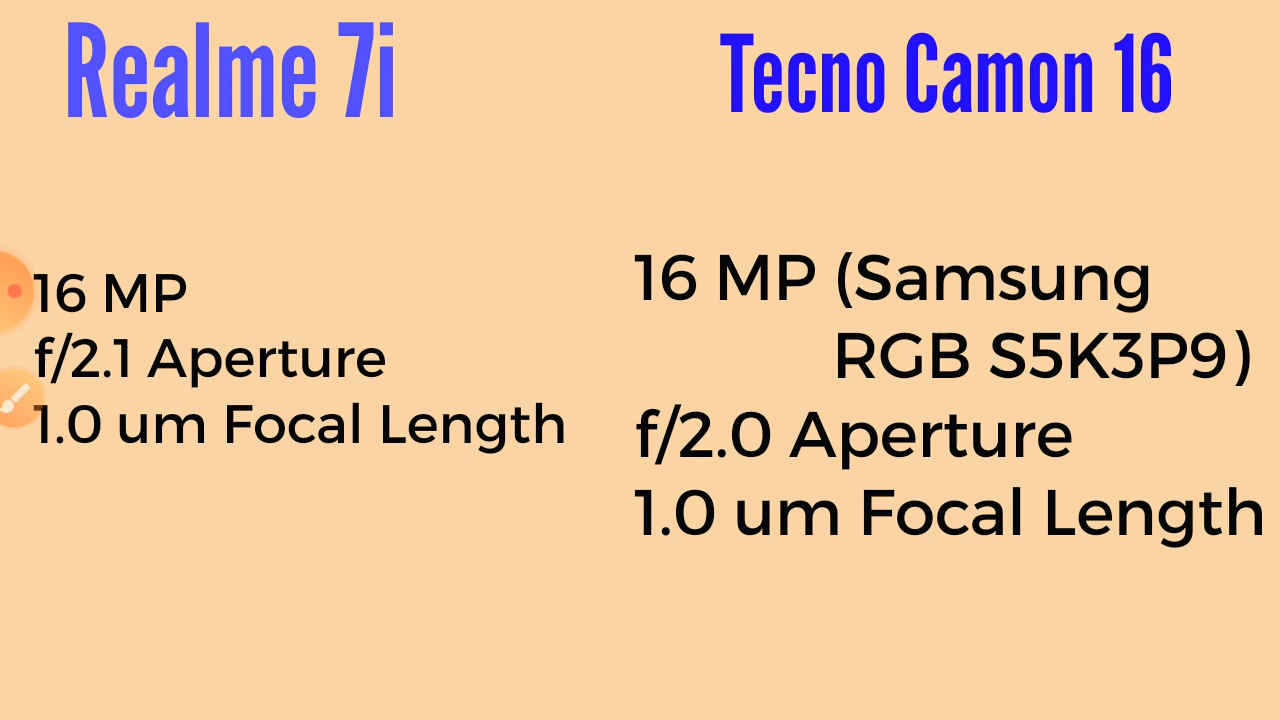 Realme 7i
16 MP
f/2.1 Aperture
1.0 um Focal Length
Tecno Camon 16
16 MP (Samsung
RGB S5K3P9)
f/2.0 Aperture
1.0 um Focal Length